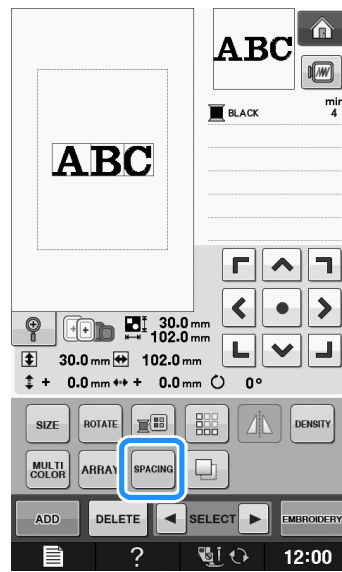 ABC
ABC
min
BLACK 4
30.0 mm
102.0 mm
30.0 mm 102.0 mm
+ 0.0 mm + 0.0 mm 0°
SIZE ROTATE DENSITY
MULTI COLOR ARRAY SPACING
ADD DELETE SELECT EMBROIDERY
? 12:00